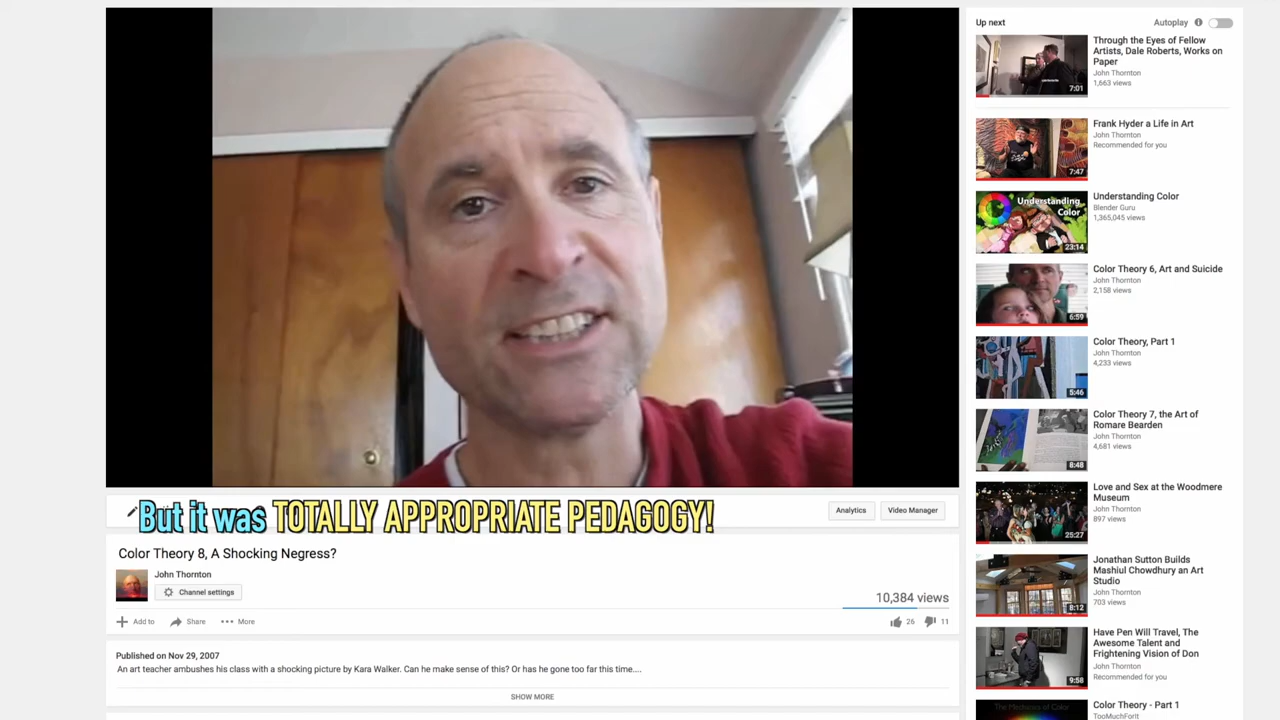 But it was TOTALLY APPROPRIATE PEDAGOGY!
Analytics
Video Manager
Color Theory 8, A Shocking Negress?
John Thornton
Channel settings
10,384 views
Add to
Share
More
26
11
Published on Nov 29, 2007
An art teacher ambushes his class with a shocking picture by Kara Walker. Can he make sense of this? Or has he gone too far this time....
SHOW MORE
Up next
Autoplay
7:01
Through the Eyes of Fellow
Artists, Dale Roberts, Works on
Paper
John Thornton
1,663 views
7:47
Frank Hyder a Life in Art
John Thornton
Recommended for you
Understanding
Color
23:14
Understanding Color
Blender Guru
1,365,045 views
6:59
Color Theory 6, Art and Suicide
John Thornton
2,158 views
5:46
Color Theory, Part 1
John Thornton
4,233 views
8:48
Color Theory 7, the Art of
Romare Bearden
John Thornton
4,681 views
25:27
Love and Sex at the Woodmere
Museum
John Thornton
897 views
8:12
Jonathan Sutton Builds
Mashiul Chowdhury an Art
Studio
John Thornton
703 views
9:58
Have Pen Will Travel, The
Awesome Talent and
Frightening Vision of Don
John Thornton
Recommended for you
The Mechanics of Color
Color Theory - Part 1
TooMuchForIt